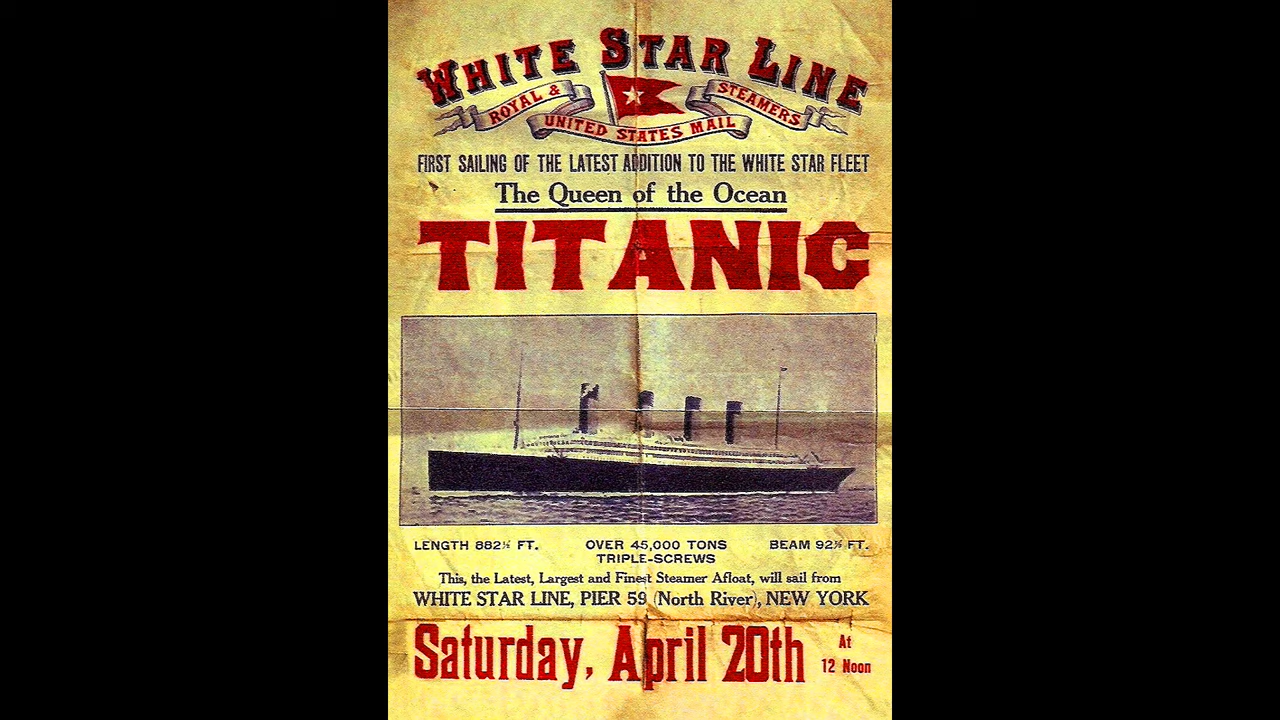 WHITE STAR LINE
ROYAL & UNITED STATES MAIL STEAMERS
FIRST SAILING OF THE LATEST ADDITION TO THE WHITE STAR FLEET
The Queen of the Ocean
TITANIC
LENGTH 882½ FT. OVER 45,000 TONS BEAM 92½ FT.
TRIPLE-SCREWS
This, the Latest, Largest and Finest Steamer Afloat, will sail from
WHITE STAR LINE, PIER 59 (North River), NEW YORK
Saturday, April 20th At 12 Noon